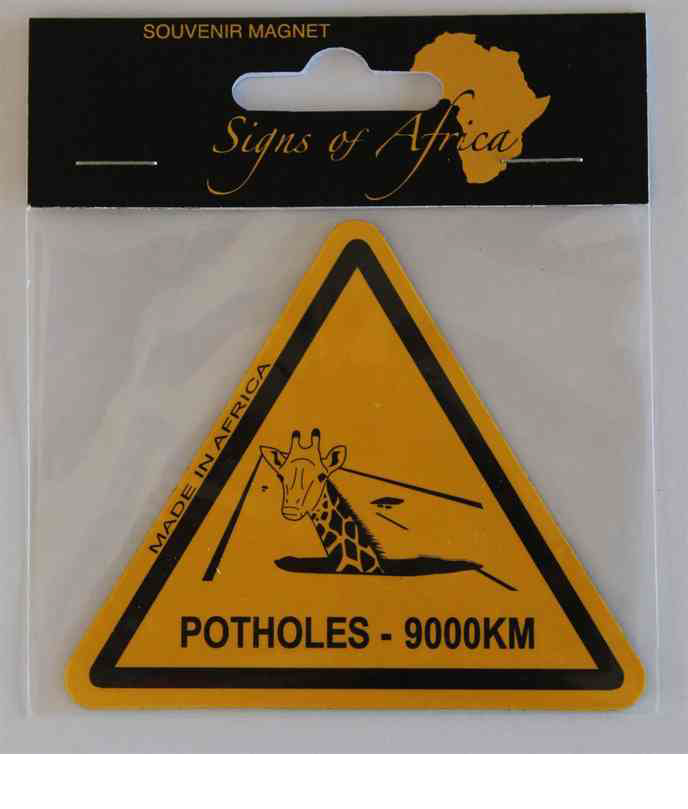 SOUVENIR MAGNET
Signs of Africa
MADE IN AFRICA
POTHOLES - 9000KM